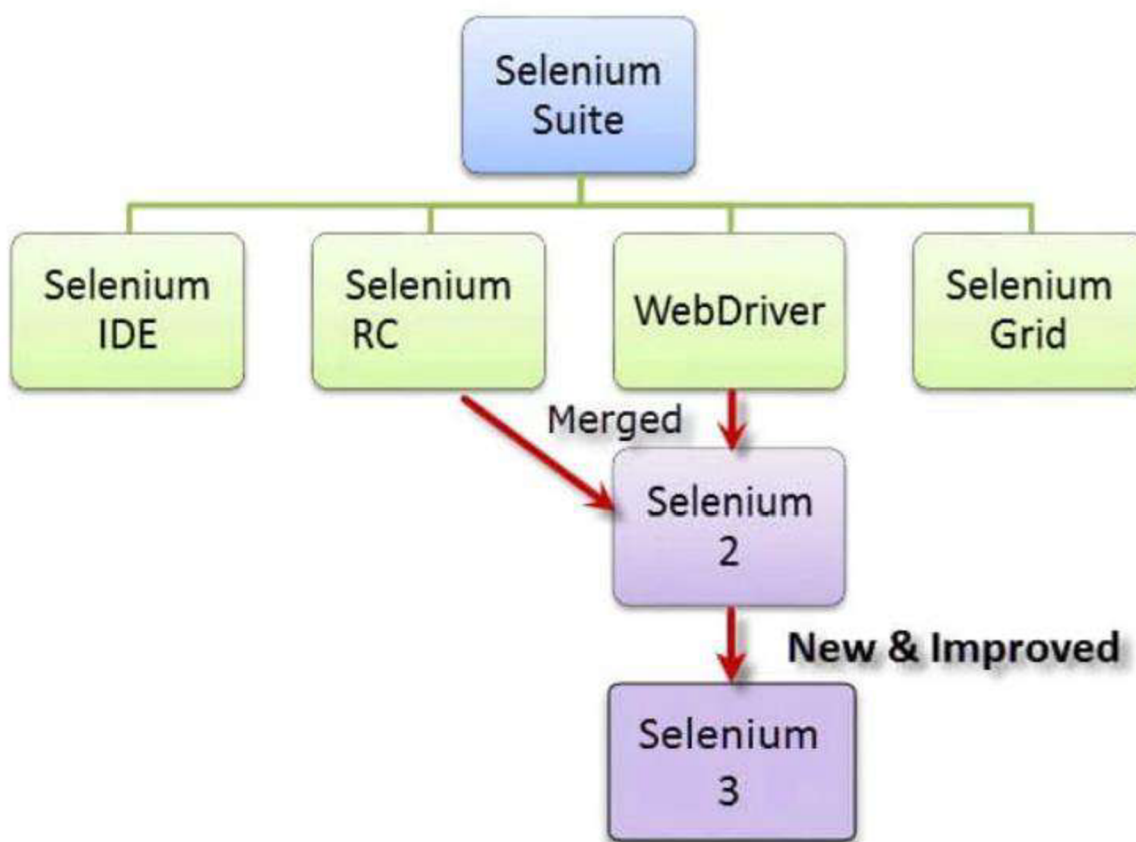 Selenium
Suite
Selenium
IDE
Selenium
RC
WebDriver
Selenium
Grid
Merged
Selenium
2
New & Improved
Selenium
3